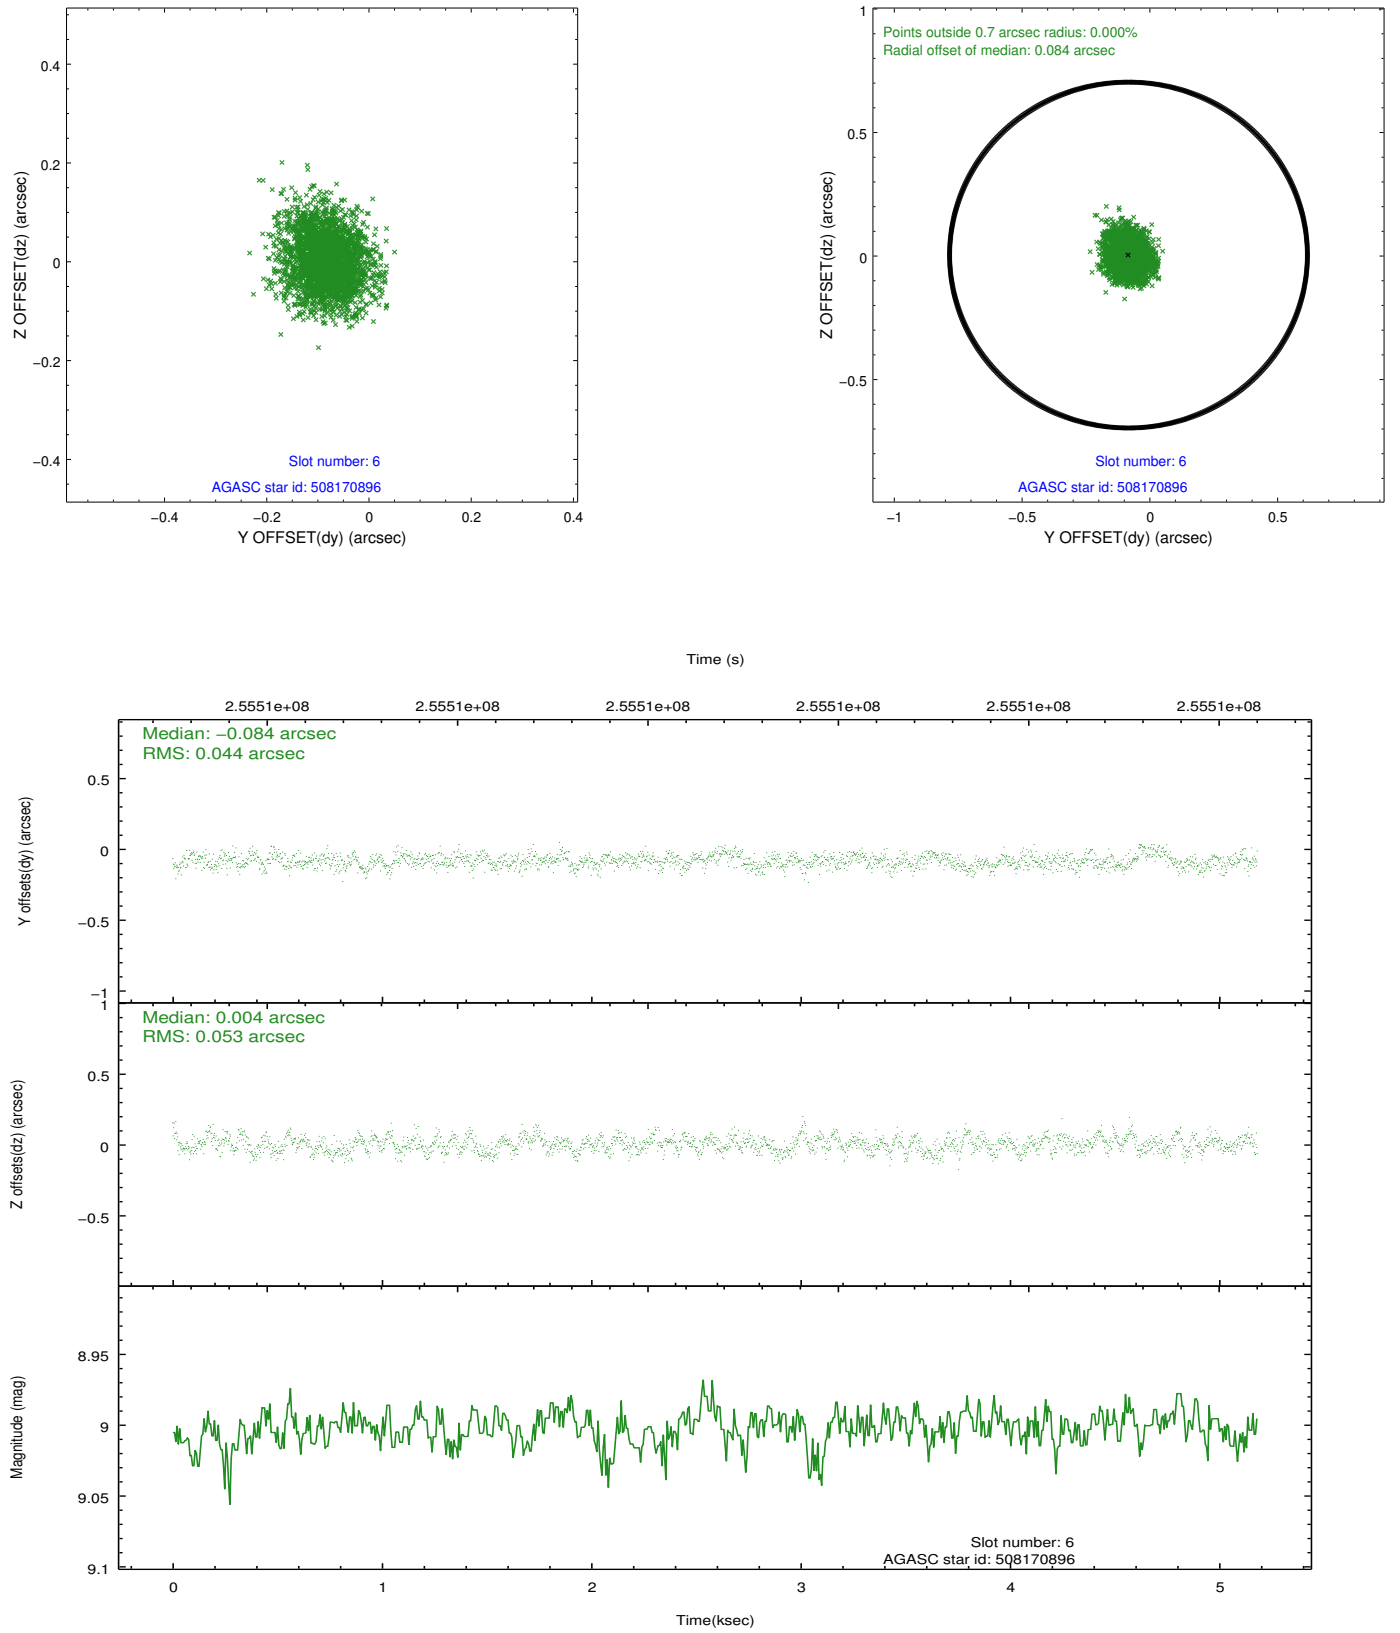 0.4
0.2
0
−0.2
−0.4
Z OFFSET(dz) (arcsec)
Slot number: 6
AGASC star id: 508170896
−0.4 −0.2 0 0.2 0.4
Y OFFSET(dy) (arcsec)
Points outside 0.7 arcsec radius: 0.000%
Radial offset of median: 0.084 arcsec
1
0.5
0
−0.5
Z OFFSET(dz) (arcsec)
Slot number: 6
AGASC star id: 508170896
−1 −0.5 0 0.5
Y OFFSET(dy) (arcsec)
Time (s)
2.5551e+08 2.5551e+08 2.5551e+08 2.5551e+08 2.5551e+08 2.5551e+08
Median: −0.084 arcsec
RMS: 0.044 arcsec
0.5
0
−0.5
−1
Y offsets(dy) (arcsec)
1
Median: 0.004 arcsec
RMS: 0.053 arcsec
0.5
0
−0.5
Z offsets(dz) (arcsec)
8.95
9
9.05
9.1
Magnitude (mag)
Slot number: 6
AGASC star id: 508170896
0 1 2 3 4 5
Time(ksec)